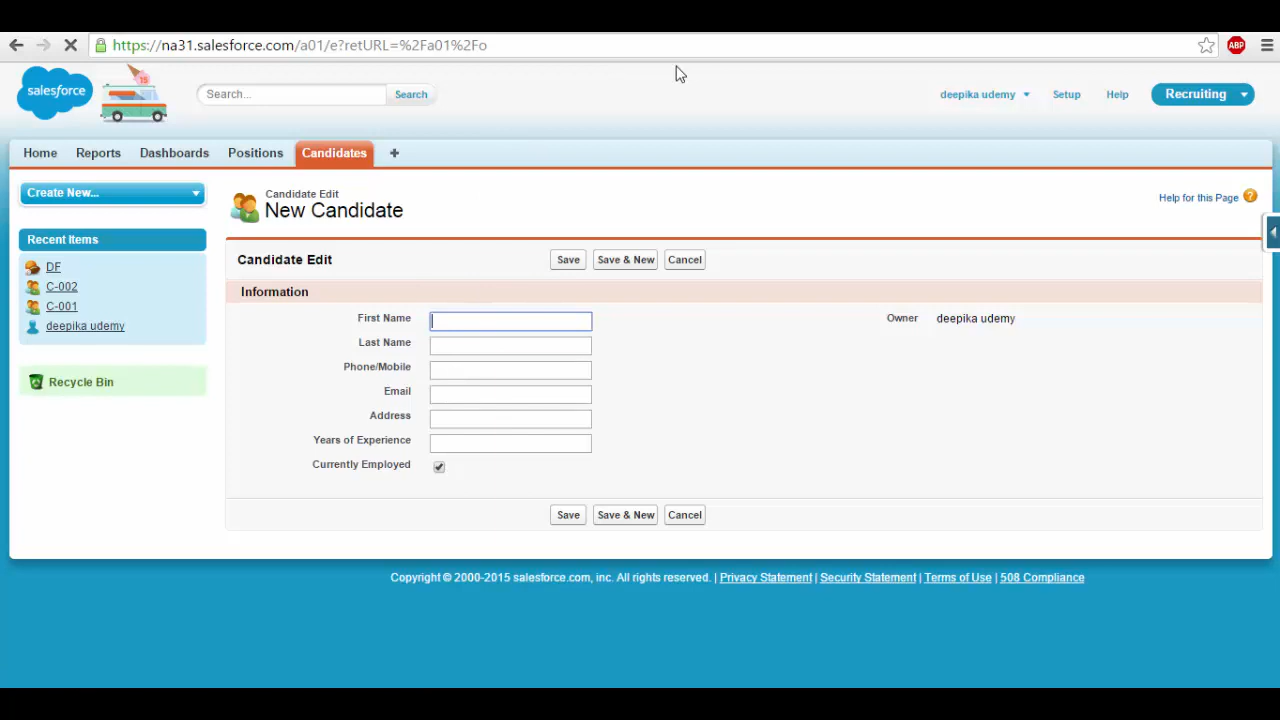 https://na31.salesforce.com/a01/e?retURL=%2Fa01%2Fo
ABP
salesforce
15
Search...
Search
deepika udemy
Setup
Help
Recruiting
Home
Reports
Dashboards
Positions
Candidates
+
Create New...
Recent Items
DF
C-002
C-001
deepika udemy
Recycle Bin
Candidate Edit
New Candidate
Help for this Page
?
Candidate Edit
Save
Save & New
Cancel
Information
First Name
Owner
deepika udemy
Last Name
Phone/Mobile
Email
Address
Years of Experience
Currently Employed
Save
Save & New
Cancel
Copyright © 2000-2015 salesforce.com, inc. All rights reserved. | Privacy Statement | Security Statement | Terms of Use | 508 Compliance